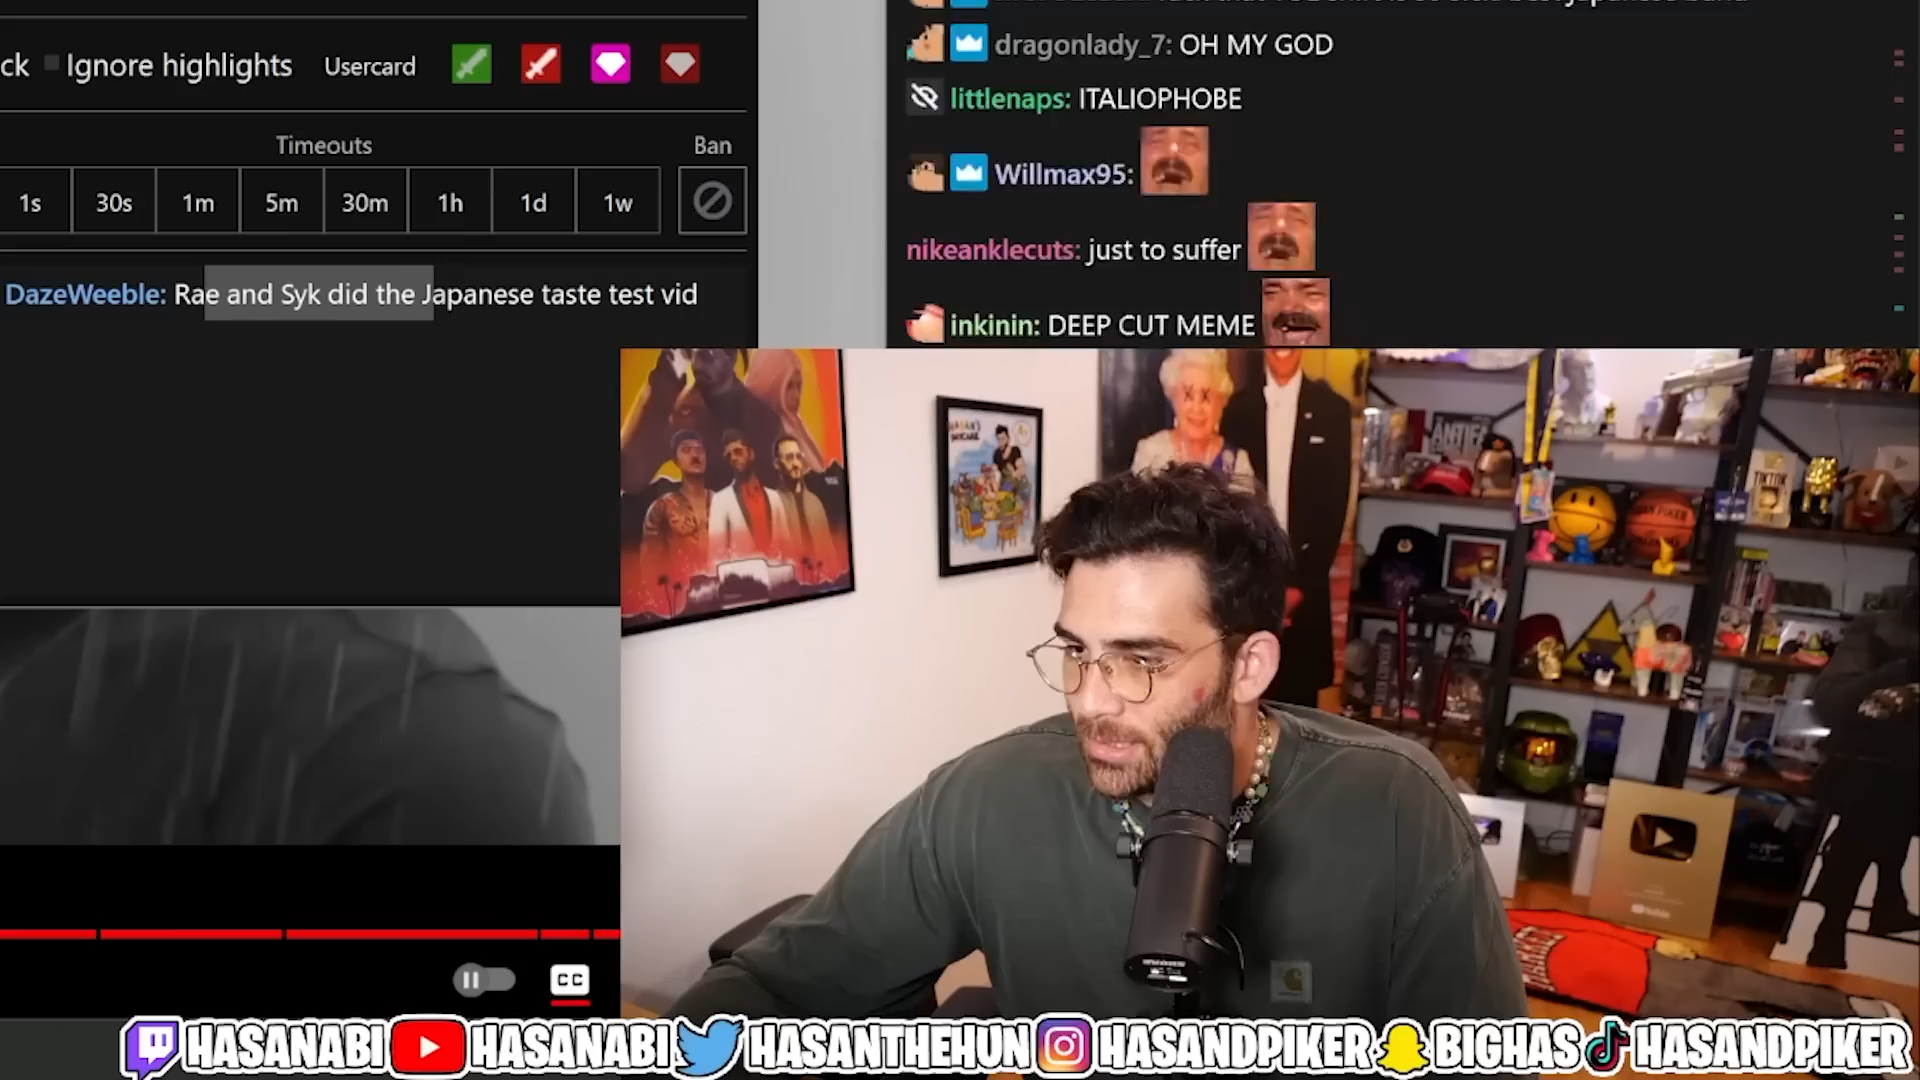 ck Ignore highlights Usercard
Timeouts Ban
1s 30s 1m 5m 30m 1h 1d 1w
DazeWeeble: Rae and Syk did the Japanese taste test vid
dragonlady_7: OH MY GOD
littlenaps: ITALIOPHOBE
Willmax95:
nikeanklecuts: just to suffer
inkinin: DEEP CUT MEME
ANTIFA
TIKTOK
CC
HASANABI HASANABI HASANTHEHUN HASANDPIKER BIGHAS HASANDPIKER